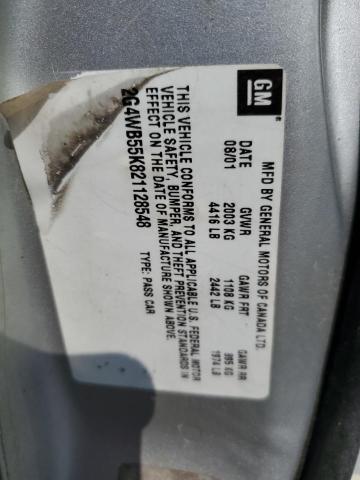 GM
MFD BY GENERAL MOTORS OF CANADA LTD.
DATE GVWR GAWR FRT GAWR RR
08/01 2003 KG 1108 KG 895 KG
4416 LB 2442 LB 1974 LB
THIS VEHICLE CONFORMS TO ALL APPLICABLE U.S. FEDERAL MOTOR
VEHICLE SAFETY, BUMPER, AND THEFT PREVENTION STANDARDS IN
EFFECT ON THE DATE OF MANUFACTURE SHOWN ABOVE.
2G4WB55K821128548 TYPE: PASS CAR